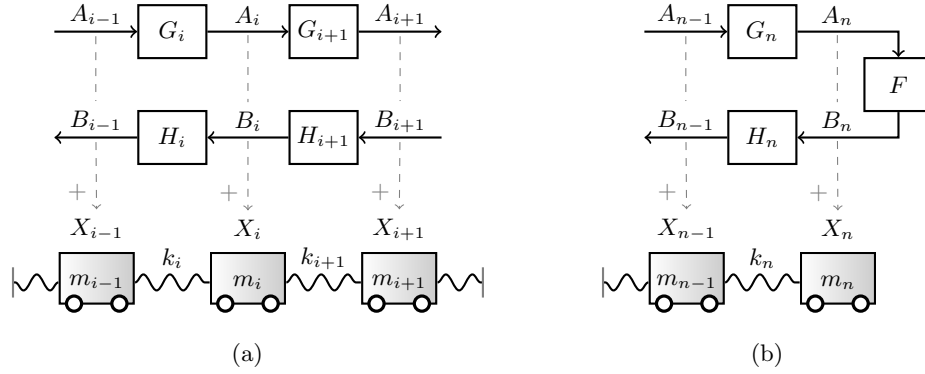 A_{i−1} A_i A_{i+1} A_{n−1} A_n
G_i G_{i+1} G_n
F
B_{i−1} B_i B_{i+1} B_{n−1} B_n
H_i H_{i+1} H_n
+ + + + +
X_{i−1} X_i X_{i+1} X_{n−1} X_n
k_i k_{i+1} k_n
m_{i−1} m_i m_{i+1} m_{n−1} m_n
(a) (b)